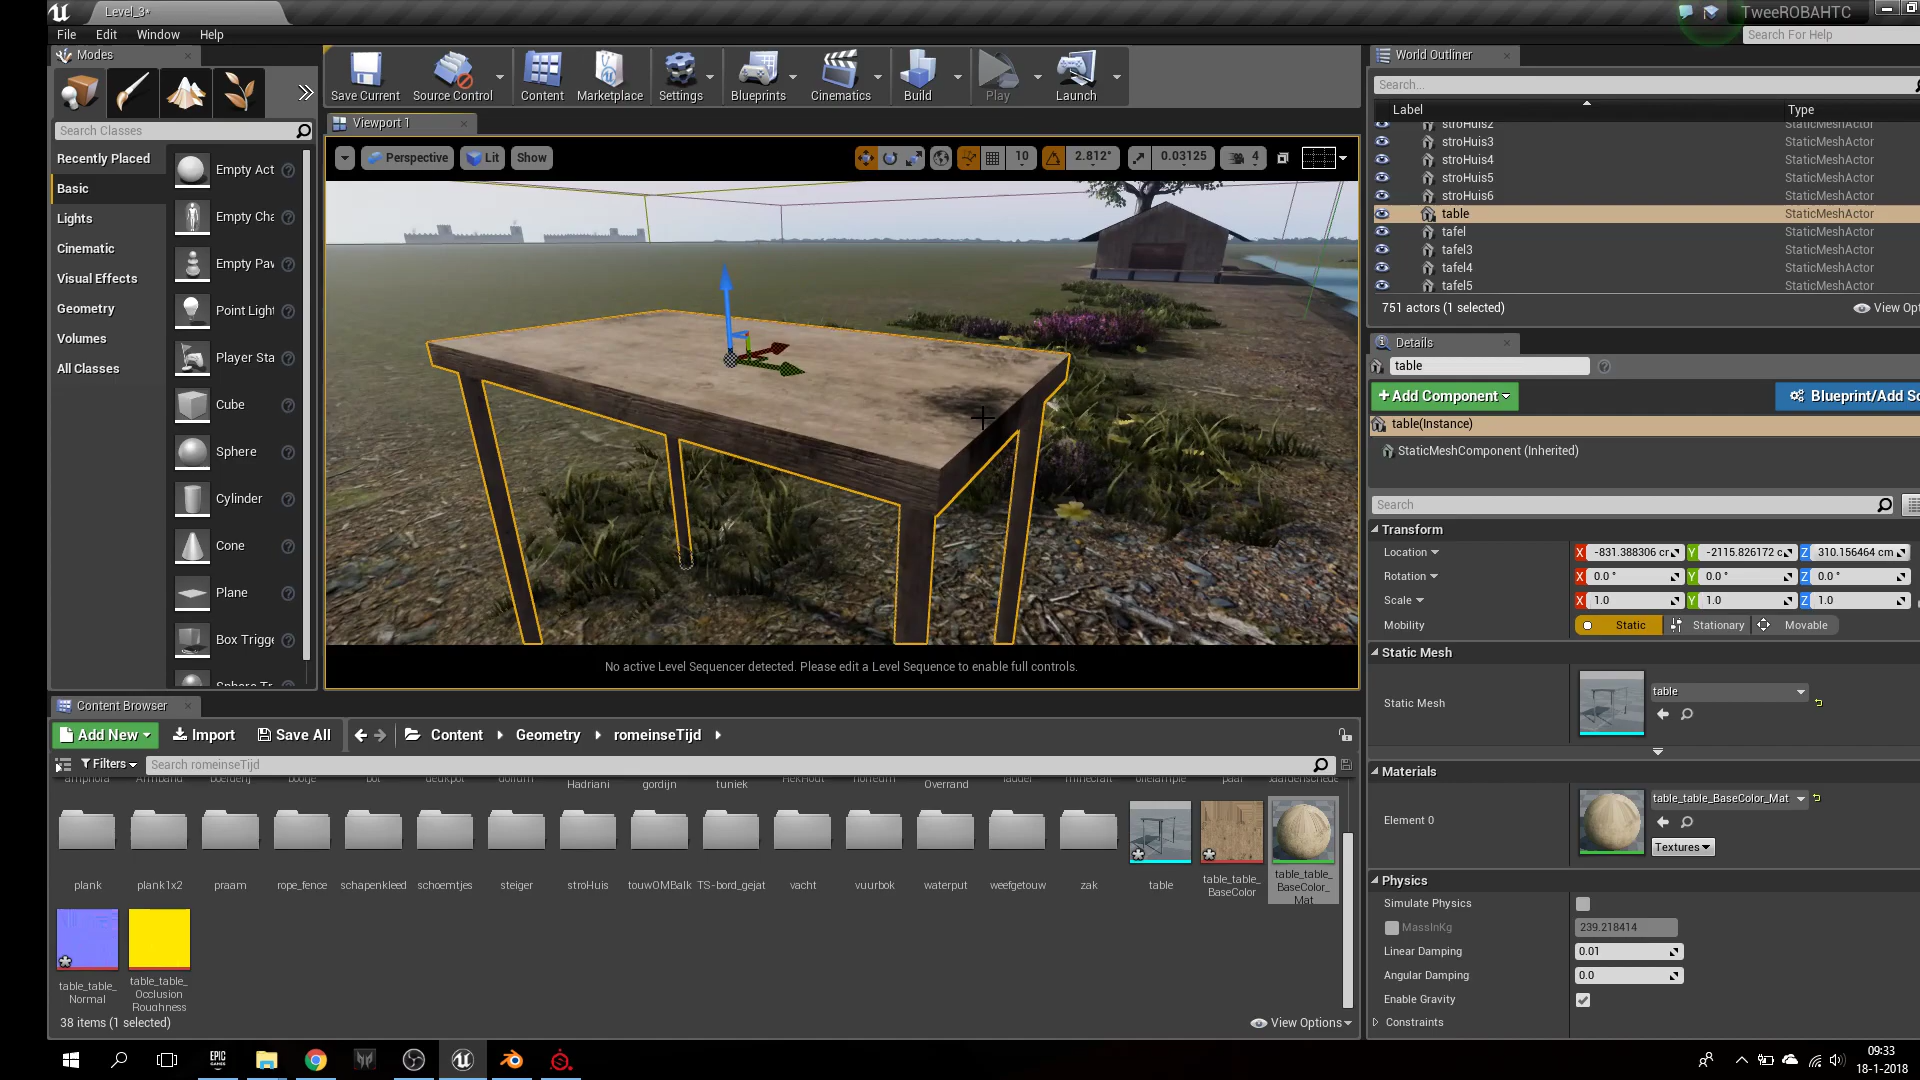 Level_3*
TweeROBAHTC
File Edit Window Help
Search For Help
Modes
Save Current
Source Control
Content
Marketplace
Settings
Blueprints
Cinematics
Build
Play
Launch
Search Classes
Recently Placed
Basic
Lights
Cinematic
Visual Effects
Geometry
Volumes
All Classes
Empty Act
Empty Cha
Empty Pav
Point Light
Player Sta
Cube
Sphere
Cylinder
Cone
Plane
Box Trigge
Viewport 1
Perspective Lit Show
10 2.812° 0.03125 4
No active Level Sequencer detected. Please edit a Level Sequence to enable full controls.
World Outliner
Search...
Label Type
stroHuis2 StaticMeshActor
stroHuis3 StaticMeshActor
stroHuis4 StaticMeshActor
stroHuis5 StaticMeshActor
stroHuis6 StaticMeshActor
table StaticMeshActor
tafel StaticMeshActor
tafel3 StaticMeshActor
tafel4 StaticMeshActor
tafel5 StaticMeshActor
751 actors (1 selected)
View Opt
Details
table
+Add Component
Blueprint/Add Sc
table(Instance)
StaticMeshComponent (Inherited)
Search
Transform
Location X -831.388306 cr Y -2115.826172 c Z 310.156464 cm
Rotation X 0.0 ° Y 0.0 ° Z 0.0 °
Scale X 1.0 Y 1.0 Z 1.0
Mobility Static Stationary Movable
Static Mesh
Static Mesh table
Materials
table_table_BaseColor_Mat
Element 0
Textures
Physics
Simulate Physics
MassInKg 239.218414
Linear Damping 0.01
Angular Damping 0.0
Enable Gravity
Constraints
Content Browser
Add New Import Save All Content Geometry romeinseTijd
Filters Search romeinseTijd
Hadriani gordijn tuniek Overrand
plank
plank1x2
praam
rope_fence
schapenkleed
schoemtjes
steiger
stroHuis
touwOMBalk
TS-bord_gejat
vacht
vuurbok
waterput
weefgetouw
zak
table
table_table_
BaseColor
table_table_
BaseColor_
Mat
table_table_
Normal
table_table_
Occlusion
Roughness
38 items (1 selected)
View Options
EPIC
GAMES
09:33
18-1-2018